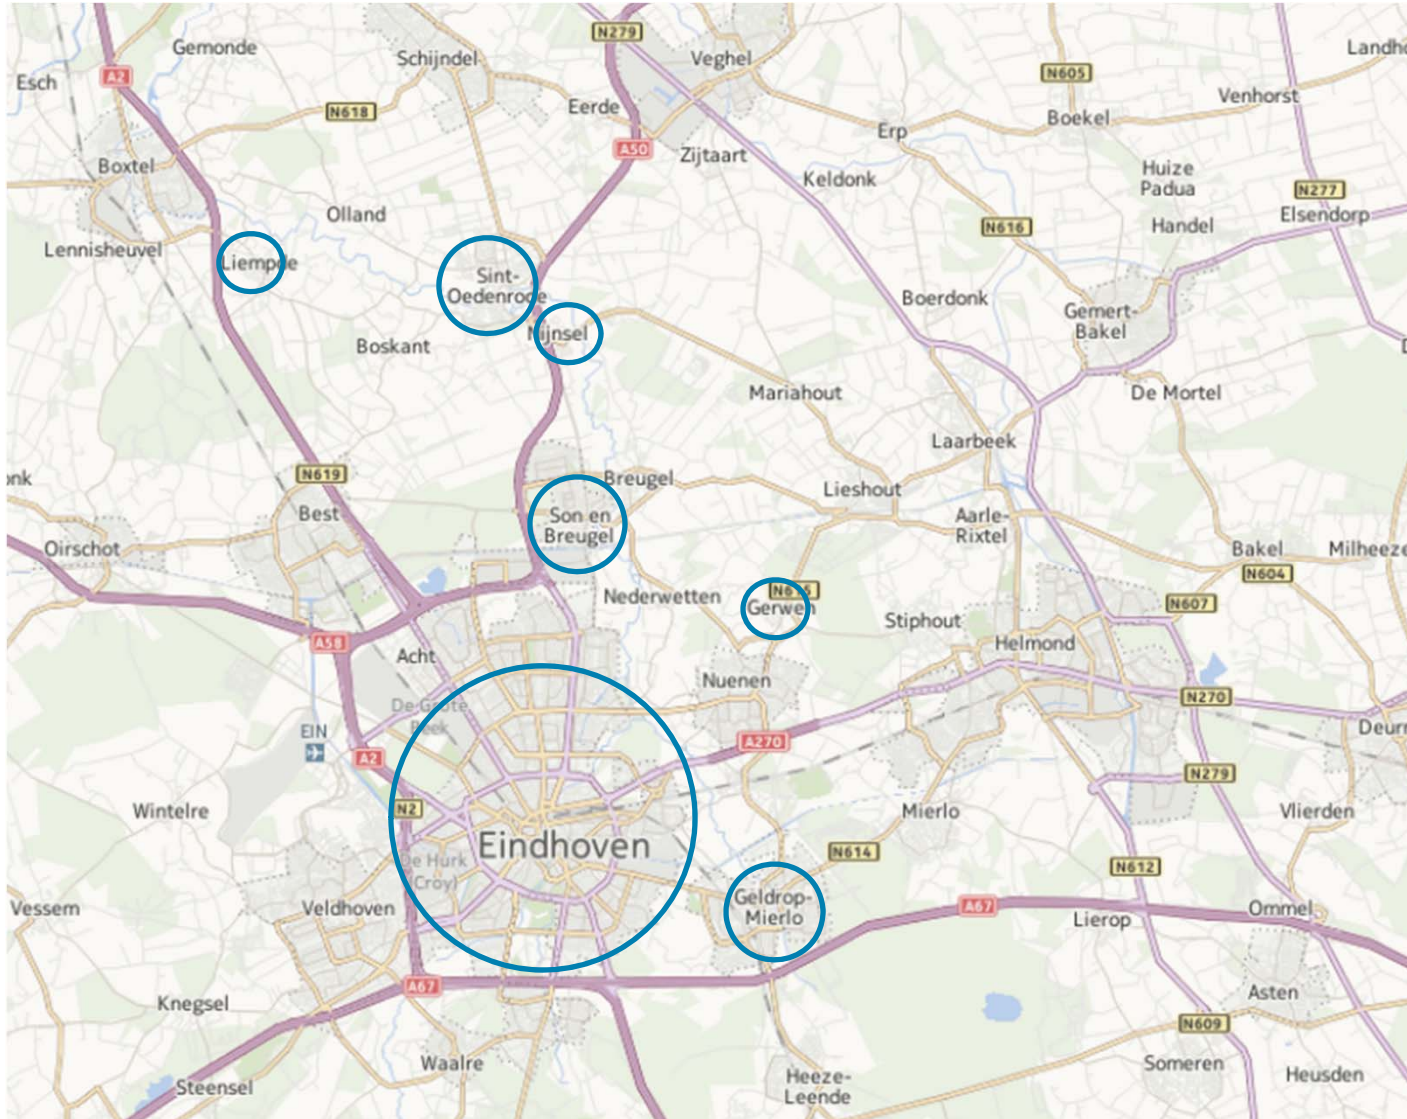 N279
Gemonde
Schijndel
Veghel
Landh
A2
Esch
N605
N618
Eerde
Venhorst
Boekel
Erp
A50
Zijtaart
Boxtel
Keldonk
Huize
Padua
N277
Olland
Elsendorp
N616
Handel
Lennisheuvel
Liempde
Sint-
Oedenrode
Boerdonk
Gemert-
Bakel
Nijnsel
Boskant
Mariahout
De Mortel
Laarbeek
N619
onk
Breugel
Lieshout
Best
Son en
Breugel
Aarle-
Rixtel
Oirschot
Bakel
Milheeze
N604
Nederwetten
N615
Gerwen
N607
Stiphout
A58
Helmond
Acht
Nuenen
N270
De Grote
Beek
EIN
A270
Deurn
A2
N279
N2
Wintelre
Mierlo
Vlierden
Eindhoven
N614
De Hurk
(Croy)
N612
Geldrop-
Mierlo
Vessem
Veldhoven
A67
Lierop
Ommel
A67
Asten
Knegsel
N609
Waalre
Someren
Heusden
Steensel
Heeze-
Leende